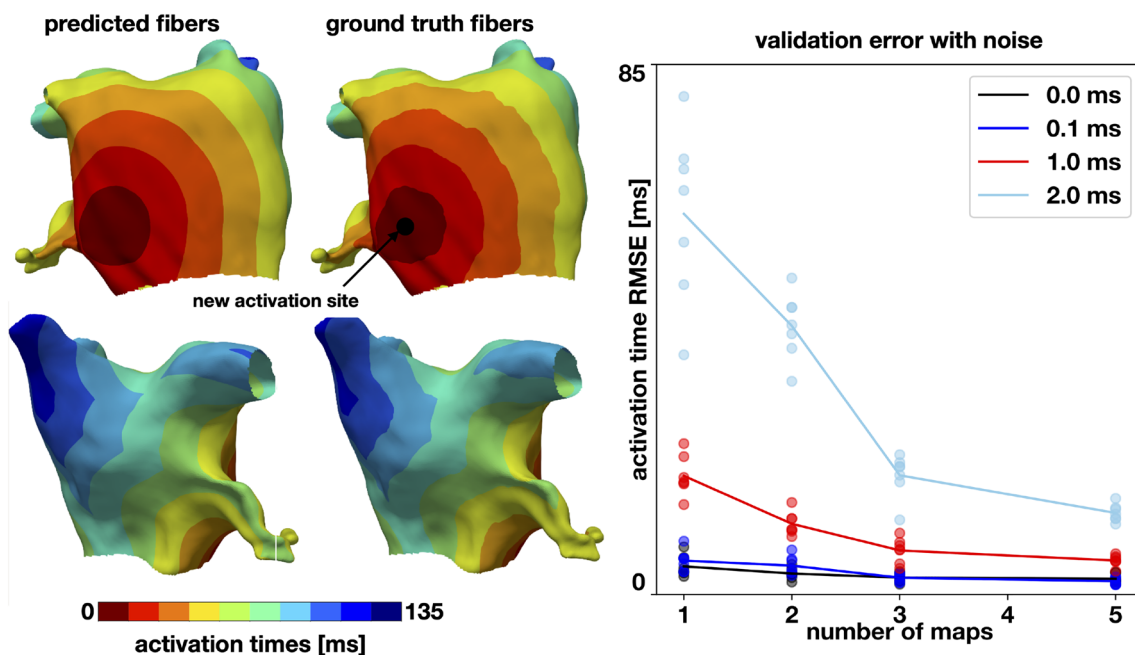 predicted fibers
ground truth fibers
new activation site
0
135
activation times [ms]
validation error with noise
85
0
activation time RMSE [ms]
0.0 ms
0.1 ms
1.0 ms
2.0 ms
1 2 3 4 5
number of maps